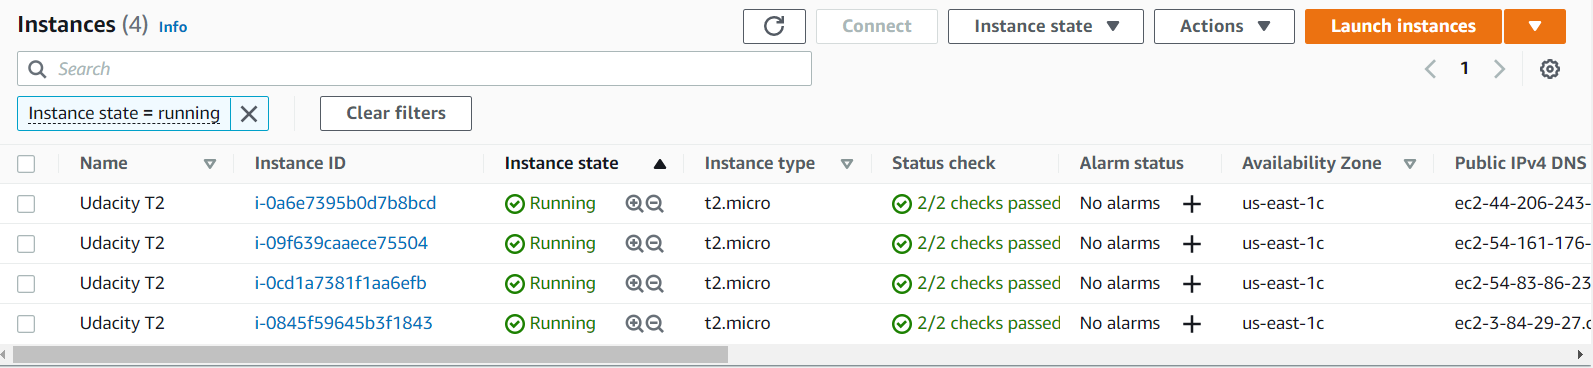 Instances (4) Info Connect Instance state Actions Launch instances
Search 1
Instance state = running Clear filters
Name Instance ID Instance state Instance type Status check Alarm status Availability Zone Public IPv4 DNS
Udacity T2 i-0a6e7395b0d7b8bcd Running t2.micro 2/2 checks passed No alarms us-east-1c ec2-44-206-243-
Udacity T2 i-09f639caaece75504 Running t2.micro 2/2 checks passed No alarms us-east-1c ec2-54-161-176-
Udacity T2 i-0cd1a7381f1aa6efb Running t2.micro 2/2 checks passed No alarms us-east-1c ec2-54-83-86-23
Udacity T2 i-0845f59645b3f1843 Running t2.micro 2/2 checks passed No alarms us-east-1c ec2-3-84-29-27.